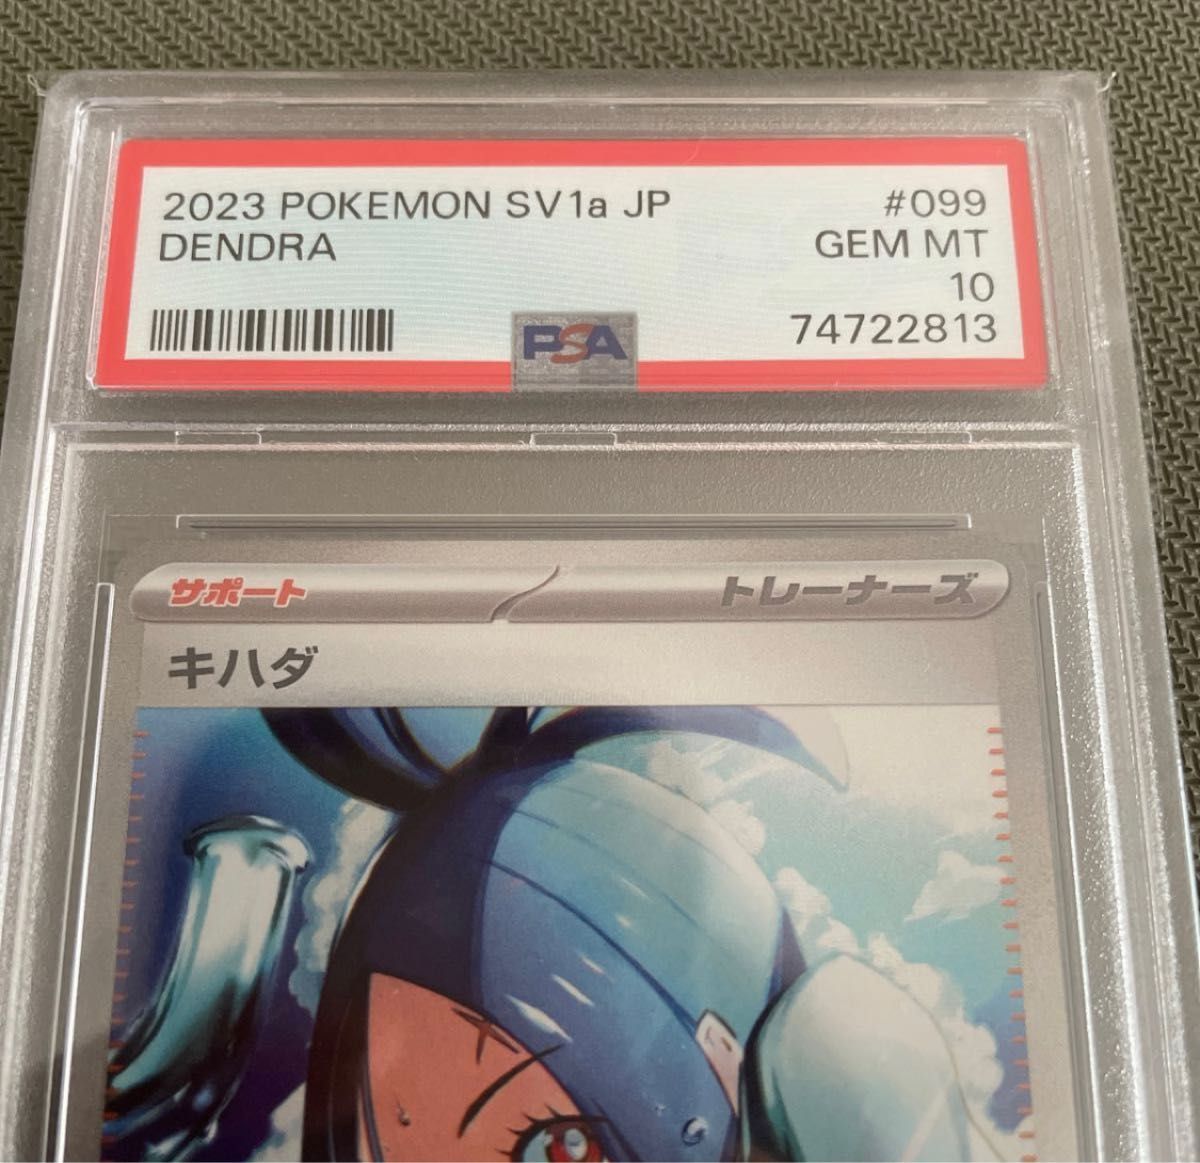 2023 POKEMON SV1a JP #099
DENDRA GEM MT
10
PSA 74722813
サポート トレーナーズ
キハダ